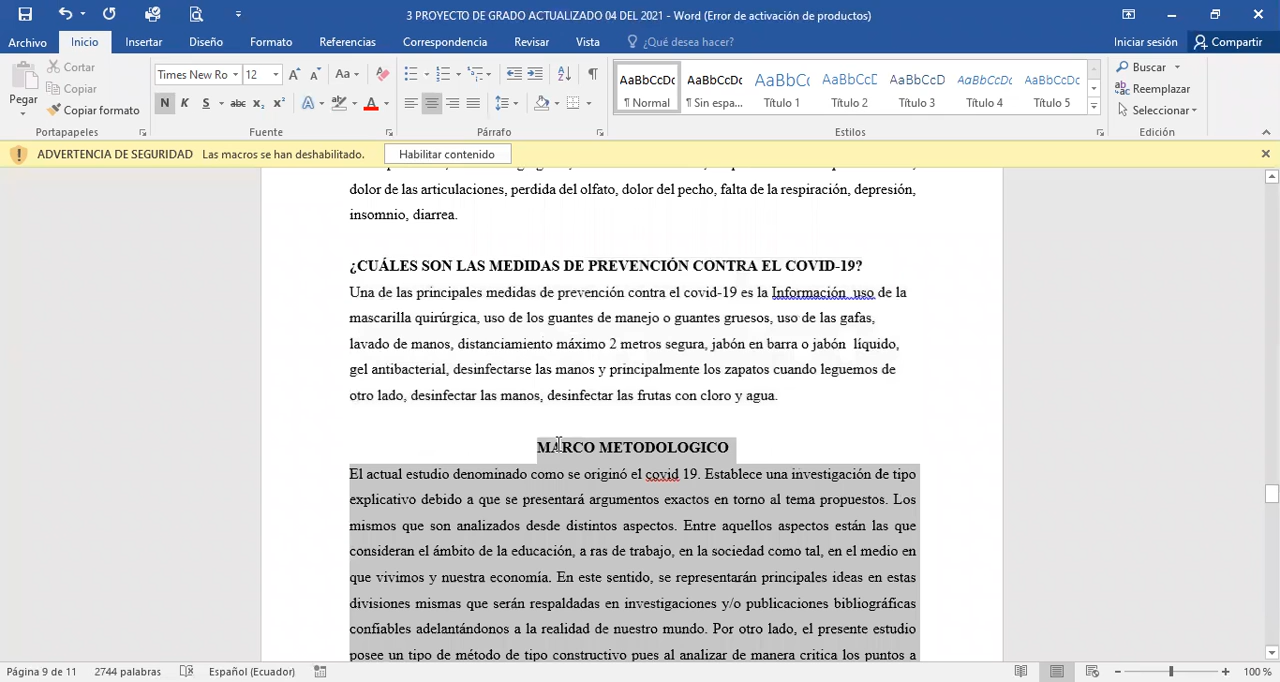 3 PROYECTO DE GRADO ACTUALIZADO 04 DEL 2021 - Word (Error de activación de productos)
Archivo Inicio Insertar Diseño Formato Referencias Correspondencia Revisar Vista ¿Qué desea hacer? Iniciar sesión Compartir
Pegar
Cortar
Copiar
Copiar formato
Portapapeles
Times New Ro 12 Aa
N K S abc x₂ x² A A
Fuente
Párrafo
AaBbCcDc AaBbCcDc AaBbCc AaBbCcD AaBbCcD AaBbCcDc AaBbCcDc
¶ Normal ¶ Sin espa... Título 1 Título 2 Título 3 Título 4 Título 5
Estilos
Buscar
Reemplazar
Seleccionar
Edición
ADVERTENCIA DE SEGURIDAD Las macros se han deshabilitado. Habilitar contenido
dolor de las articulaciones, perdida del olfato, dolor del pecho, falta de la respiración, depresión,
insomnio, diarrea.
¿CUÁLES SON LAS MEDIDAS DE PREVENCIÓN CONTRA EL COVID-19?
Una de las principales medidas de prevención contra el covid-19 es la Información uso de la
mascarilla quirúrgica, uso de los guantes de manejo o guantes gruesos, uso de las gafas,
lavado de manos, distanciamiento máximo 2 metros segura, jabón en barra o jabón líquido,
gel antibacterial, desinfectarse las manos y principalmente los zapatos cuando leguemos de
otro lado, desinfectar las manos, desinfectar las frutas con cloro y agua.
MARCO METODOLOGICO
El actual estudio denominado como se originó el covid 19. Establece una investigación de tipo
explicativo debido a que se presentará argumentos exactos en torno al tema propuestos. Los
mismos que son analizados desde distintos aspectos. Entre aquellos aspectos están las que
consideran el ámbito de la educación, a ras de trabajo, en la sociedad como tal, en el medio en
que vivimos y nuestra economía. En este sentido, se representarán principales ideas en estas
divisiones mismas que serán respaldadas en investigaciones y/o publicaciones bibliográficas
confiables adelantándonos a la realidad de nuestro mundo. Por otro lado, el presente estudio
posee un tipo de método de tipo constructivo pues al analizar de manera critica los puntos a
Página 9 de 11 2744 palabras Español (Ecuador) 100 %